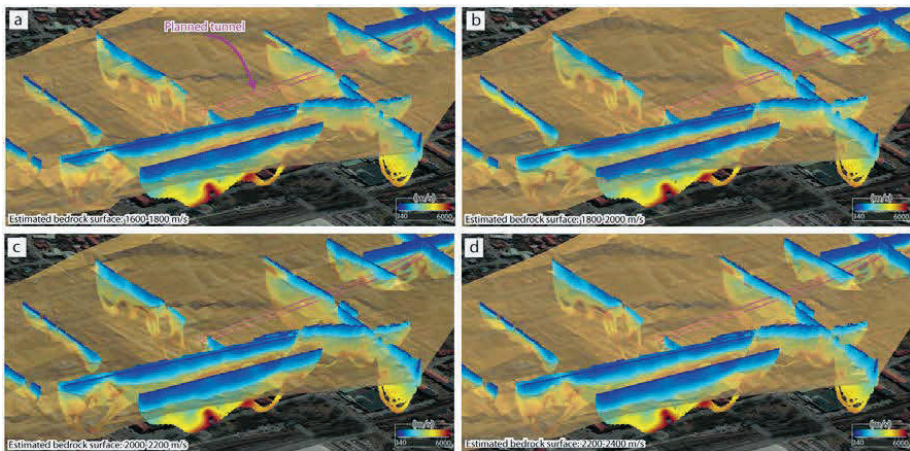 a
Planned tunnel
(m/s)
340 6000
Estimated bedrock surface: 1600-1800 m/s
b
(m/s)
340 6000
Estimated bedrock surface: 1800-2000 m/s
c
(m/s)
340 6000
Estimated bedrock surface: 2000-2200 m/s
d
(m/s)
340 6000
Estimated bedrock surface: 2200-2400 m/s